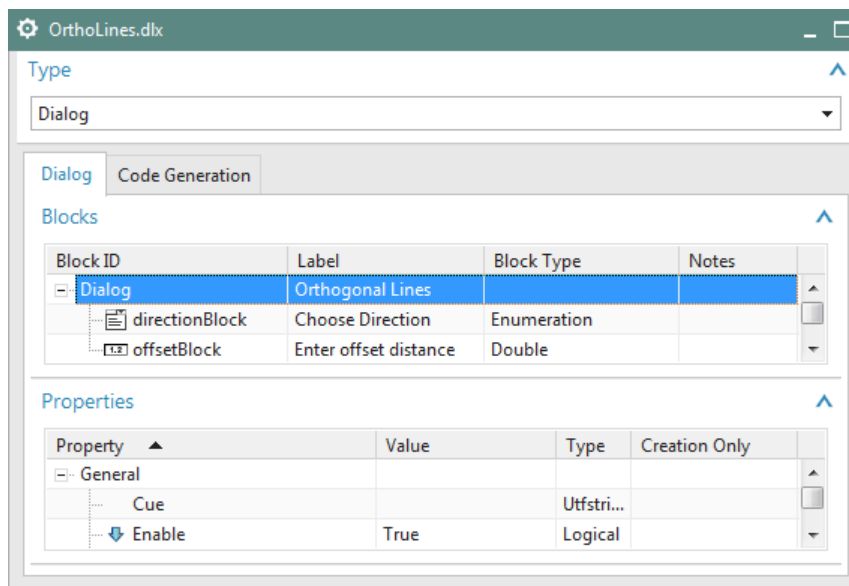 OrthoLines.dlx
Type
Dialog
Dialog Code Generation
Blocks
Block ID Label Block Type Notes
Dialog Orthogonal Lines
directionBlock Choose Direction Enumeration
1.2 offsetBlock Enter offset distance Double
Properties
Property Value Type Creation Only
General
Cue Utfstri...
Enable True Logical